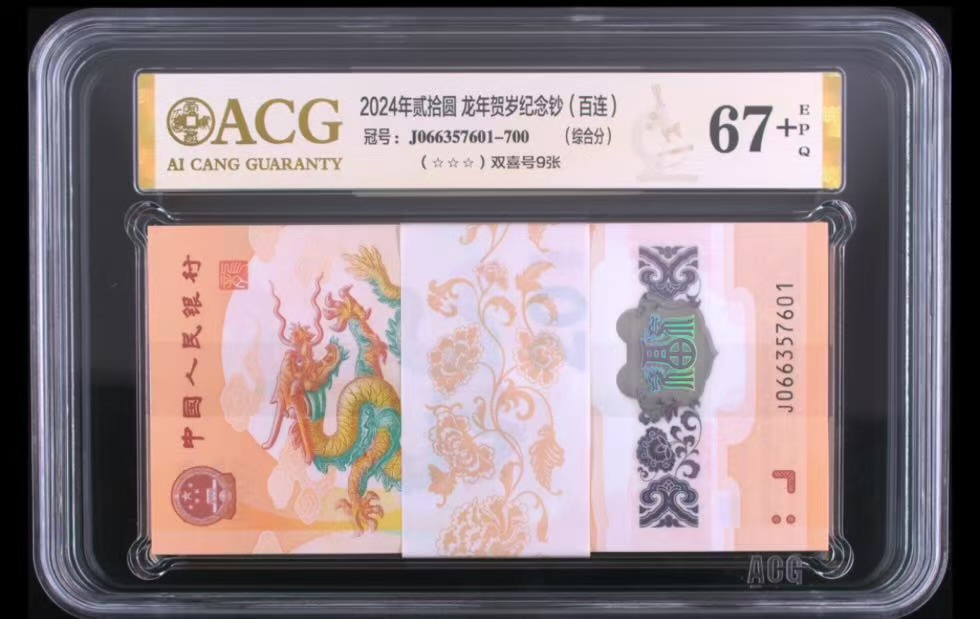 ACG
AI CANG GUARANTY
2024年贰拾圆 龙年贺岁纪念钞（百连）
冠号：J066357601-700 （综合分）
（☆☆☆）双喜号9张
67+
EPQ
中国人民银行
福
J066357601
ACG